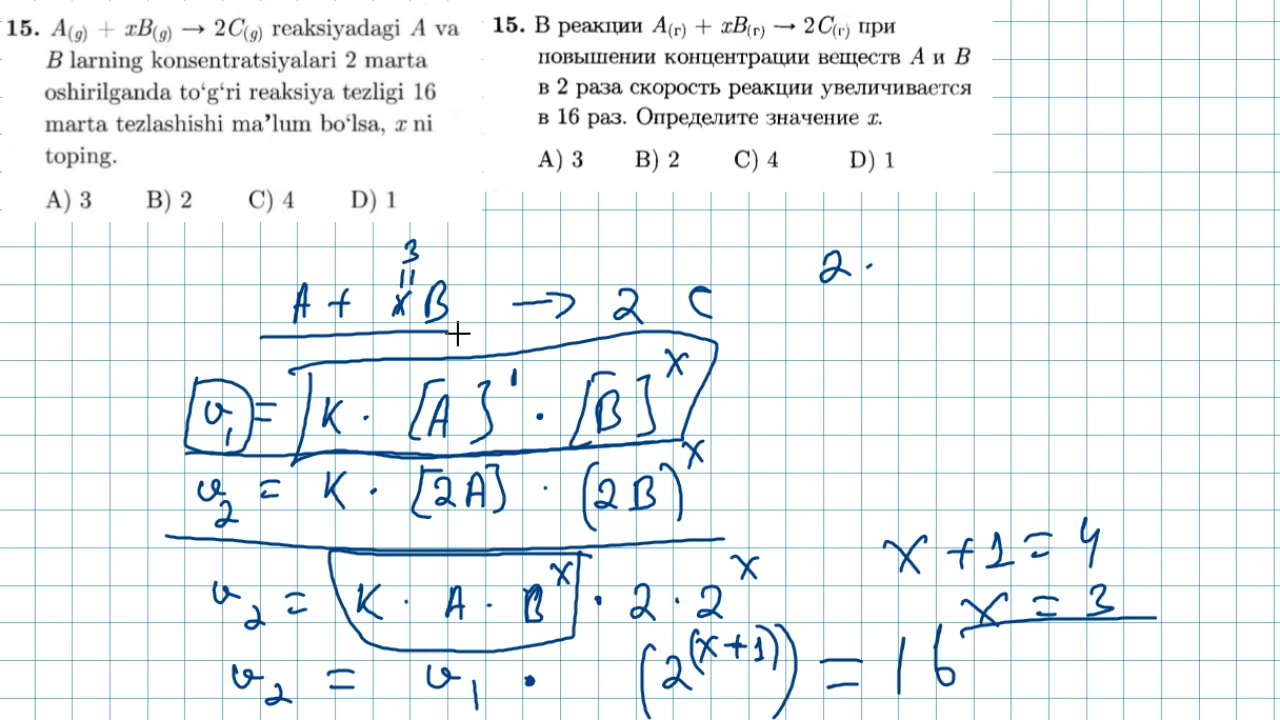 15. A(g) + xB(g) → 2C(g) reaksiyadagi A va
B larning konsentratsiyalari 2 marta
oshirilganda to‘g‘ri reaksiya tezligi 16
marta tezlashishi ma’lum bo‘lsa, x ni
toping.
A) 3 B) 2 C) 4 D) 1
15. В реакции A(г) + xB(г) → 2C(г) при
повышении концентрации веществ A и B
в 2 раза скорость реакции увеличивается
в 16 раз. Определите значение x.
A) 3 B) 2 C) 4 D) 1
3
=
A + xB → 2 C
2 ·
v₁ = K · [A]¹ · [B]ˣ
v₂ = K · [2A] · (2B)ˣ
v₂ = K · A · Bˣ · 2 · 2ˣ
v₂ = v₁ · (2^(x+1)) = 16
x + 1 = 4
x = 3